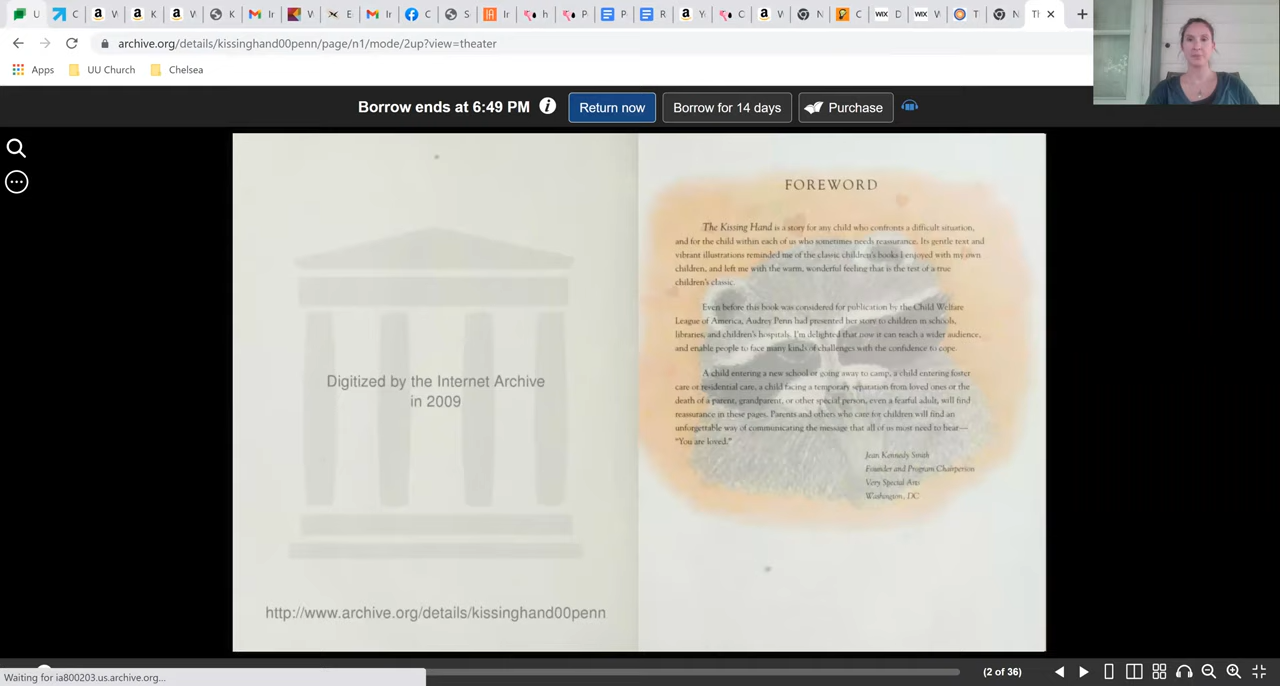 U
C
W
K
W
K
In
W
E
In
C
S
In
h
P
P
R
Y
C
W
N
C
D
W
T
N
Th
archive.org/details/kissinghand00penn/page/n1/mode/2up?view=theater
Apps UU Church Chelsea
Borrow ends at 6:49 PM Return now Borrow for 14 days Purchase
Digitized by the Internet Archive
in 2009
http://www.archive.org/details/kissinghand00penn
FOREWORD
The Kissing Hand is a story for any child who confronts a difficult situation,
and for the child within each of us who sometimes needs reassurance. Its gentle text and
vibrant illustrations reminded me of the classic children's books I enjoyed with my own
children, and left me with the warm, wonderful feeling that is the test of a true
children's classic.
Even before this book was considered for publication by the Child Welfare
League of America, Audrey Penn had presented her story to children in schools,
libraries, and children's hospitals. I'm delighted that now it can reach a wider audience,
and enable people to face many kinds of challenges with the confidence to cope.
A child entering a new school or going away to camp, a child entering foster
care or residential care, a child facing a temporary separation from loved ones or the
death of a parent, grandparent, or other special person, even a fearful adult, will find
reassurance in these pages. Parents and others who care for children will find an
unforgettable way of communicating the message that all of us most need to hear—
"You are loved."
Jean Kennedy Smith
Founder and Program Chairperson
Very Special Arts
Washington, DC
Waiting for ia800203.us.archive.org...
(2 of 36)